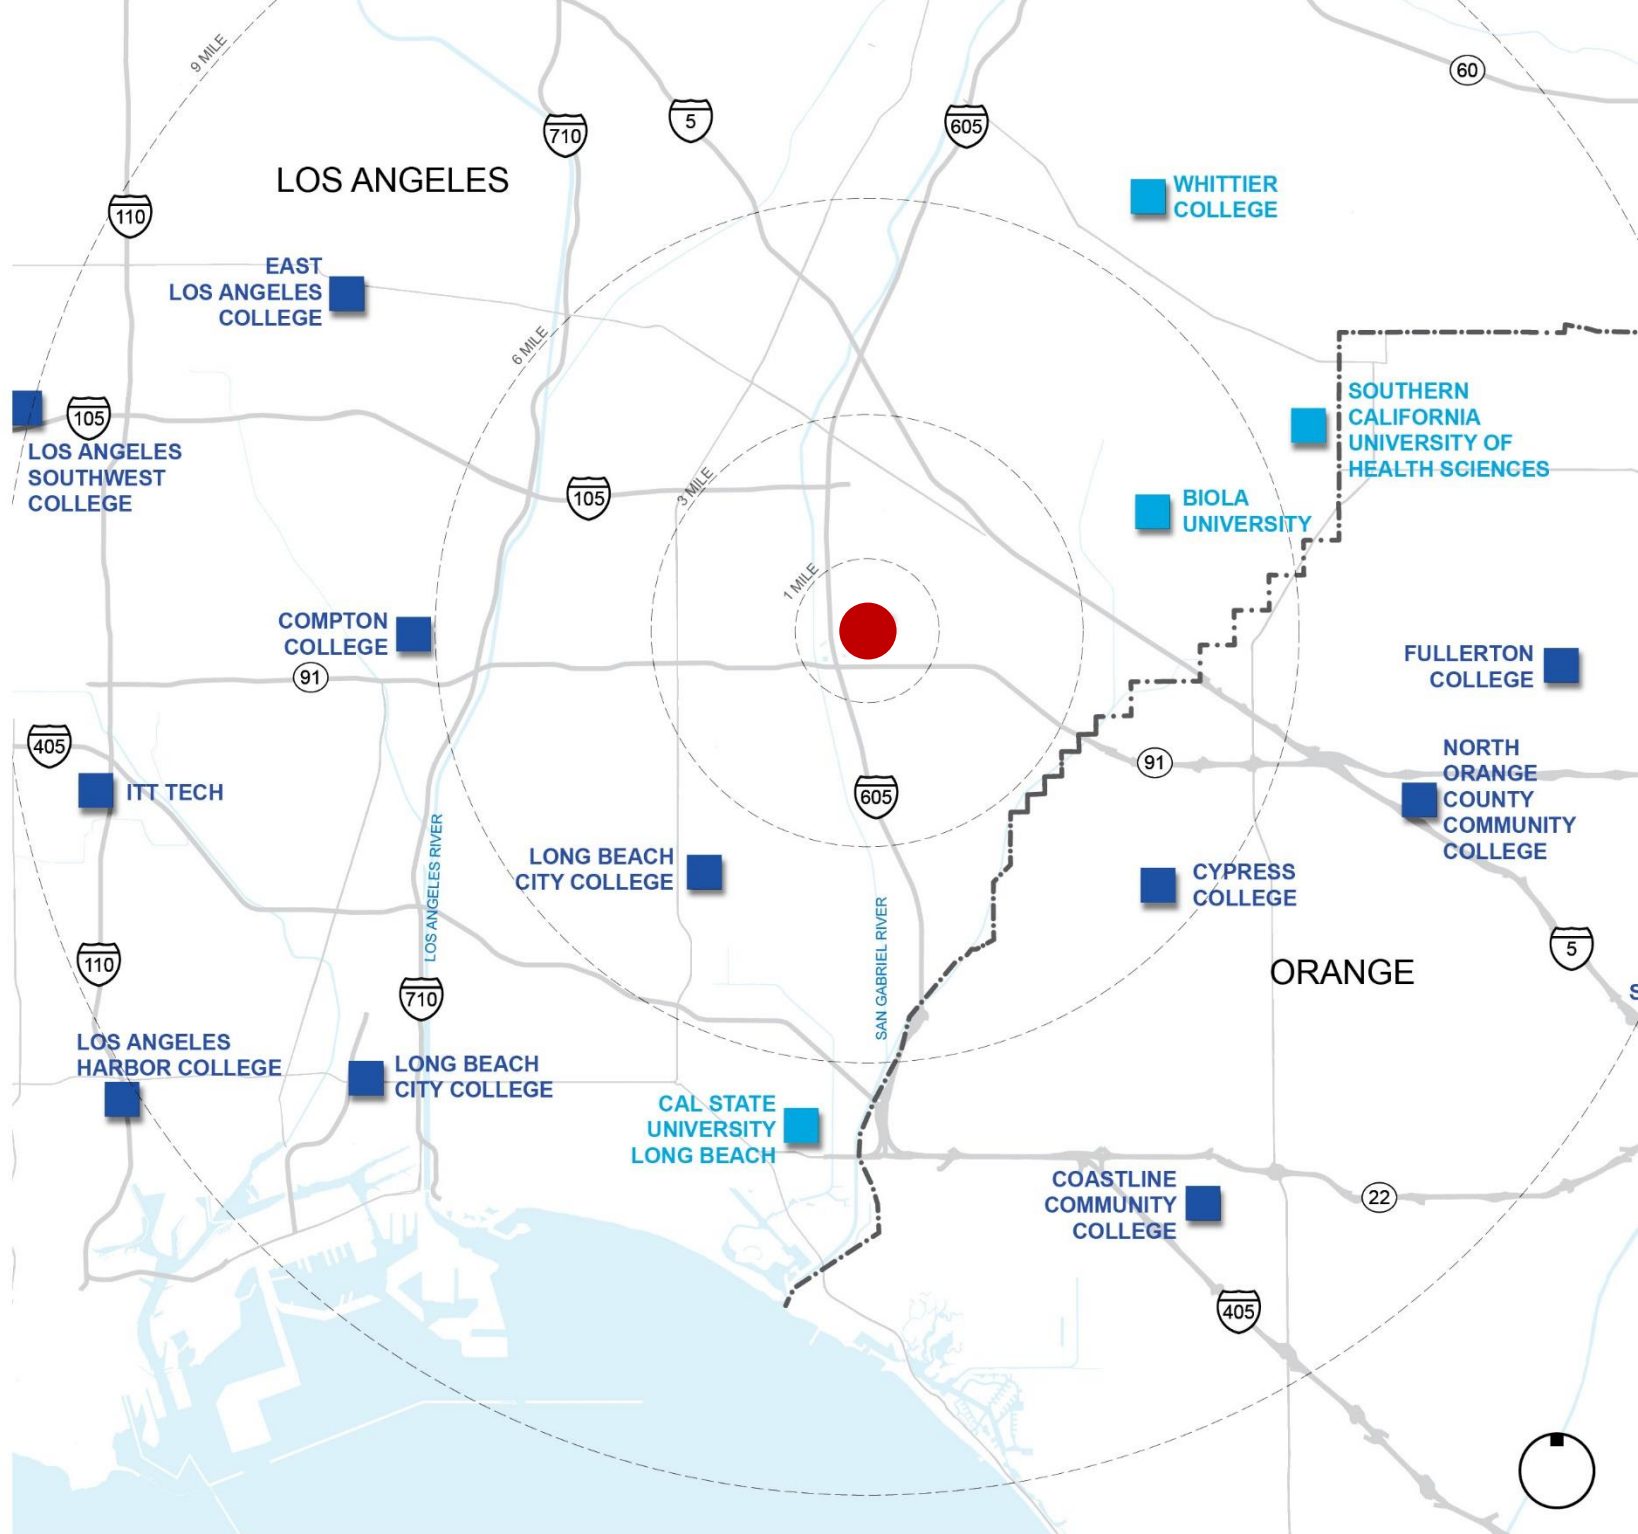 9 MILE
60
5
710
605
LOS ANGELES
WHITTIER
COLLEGE
110
EAST
LOS ANGELES
COLLEGE
6 MILE
SOUTHERN
CALIFORNIA
UNIVERSITY OF
HEALTH SCIENCES
105
LOS ANGELES
SOUTHWEST
COLLEGE
105
3 MILE
BIOLA
UNIVERSITY
1 MILE
COMPTON
COLLEGE
91
FULLERTON
COLLEGE
405
ITT TECH
91
NORTH
ORANGE
COUNTY
COMMUNITY
COLLEGE
605
LOS ANGELES RIVER
LONG BEACH
CITY COLLEGE
CYPRESS
COLLEGE
SAN GABRIEL RIVER
110
710
ORANGE
5
S
LOS ANGELES
HARBOR COLLEGE
LONG BEACH
CITY COLLEGE
CAL STATE
UNIVERSITY
LONG BEACH
COASTLINE
COMMUNITY
COLLEGE
22
405